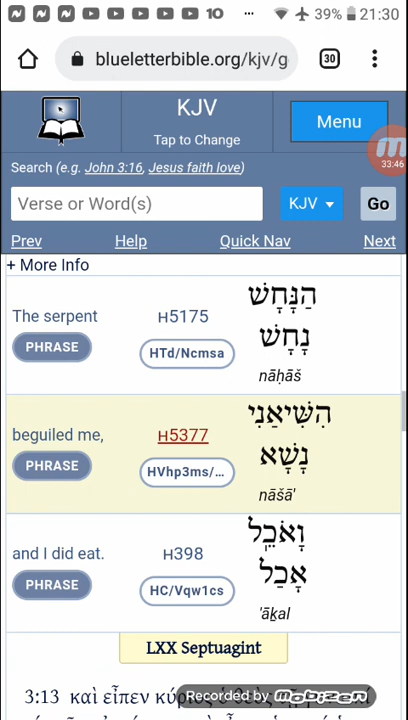 10 39% 21:30
blueletterbible.org/kjv/g 30
KJV
Tap to Change
Menu
33:46
Search (e.g. John 3:16, Jesus faith love)
Verse or Word(s)
KJV
Go
Prev Help Quick Nav Next
+ More Info
The serpent H5175 הַנָּחָשׁ
PHRASE HTd/Ncmsa נָחָשׁ
nāḥāš
beguiled me, H5377 הִשִּׁיאַנִי
PHRASE HVhp3ms/... נָשָׁא
nāšā'
and I did eat. H398 וָאֹכֵֽל
PHRASE HC/Vqw1cs אָכַל
'āḵal
LXX Septuagint
3:13 καὶ εἶπεν κύριος
Recorded by mobizen